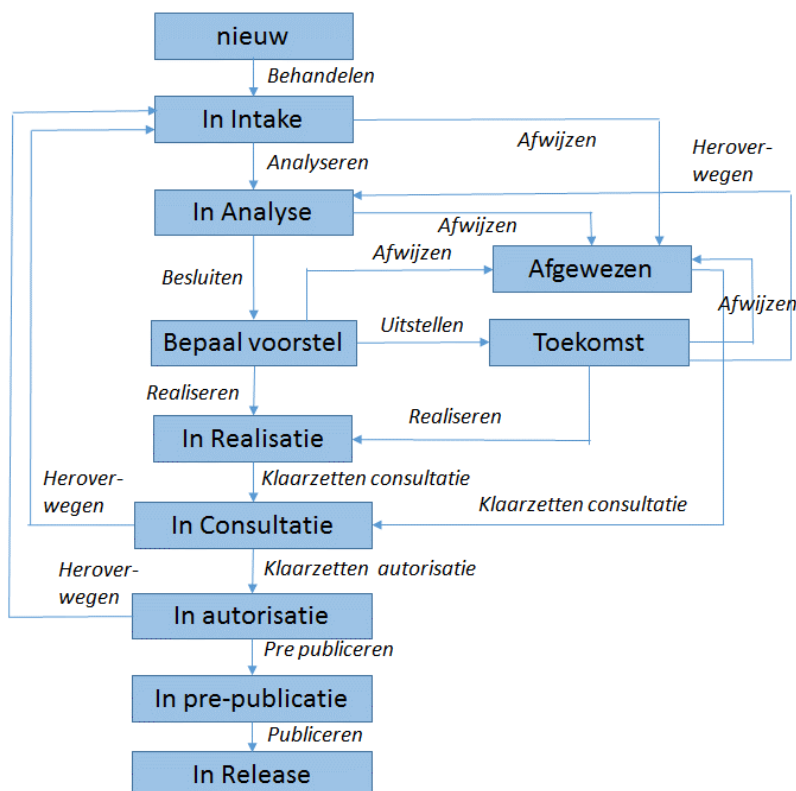 nieuw
Behandelen
In Intake
Afwijzen
Herover-
wegen
Analyseren
In Analyse
Afwijzen
Afwijzen
Afgewezen
Besluiten
Afwijzen
Uitstellen
Bepaal voorstel
Toekomst
Realiseren
Realiseren
In Realisatie
Klaarzetten consultatie
Herover-
wegen
Klaarzetten consultatie
In Consultatie
Klaarzetten autorisatie
Herover-
wegen
In autorisatie
Pre publiceren
In pre-publicatie
Publiceren
In Release